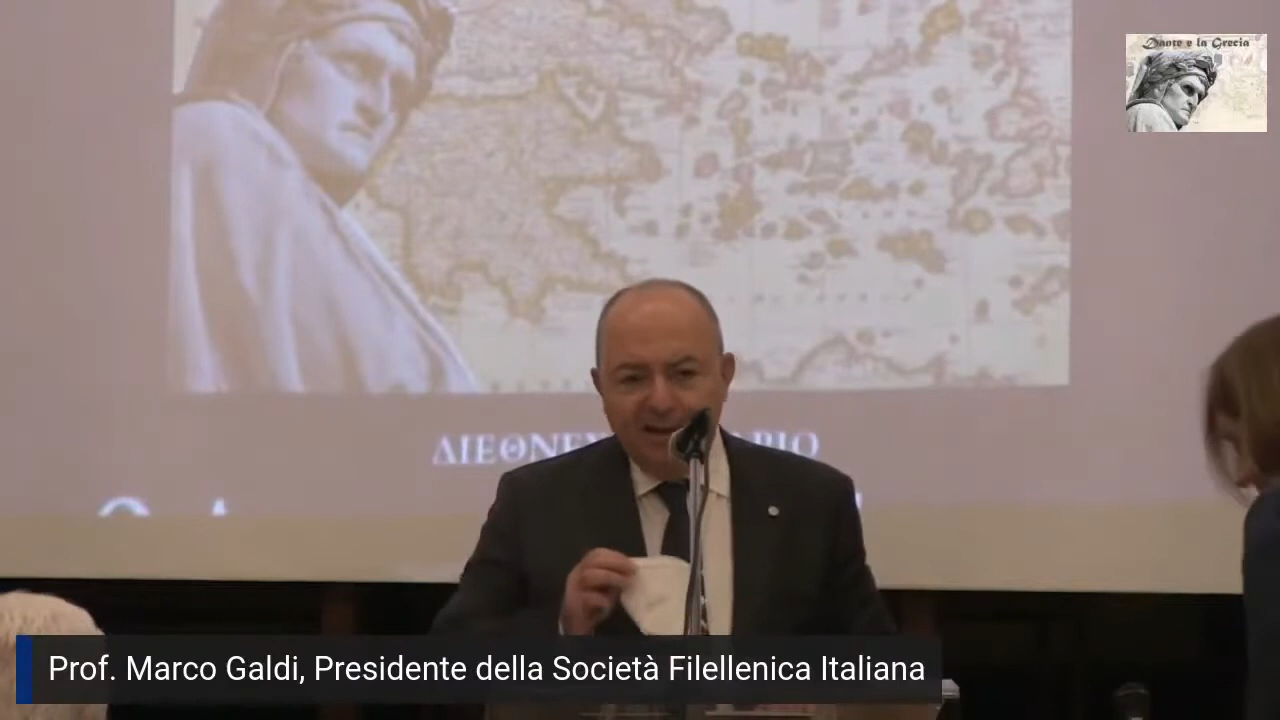 Dante e la Grecia
Prof. Marco Galdi, Presidente della Società Filellenica Italiana